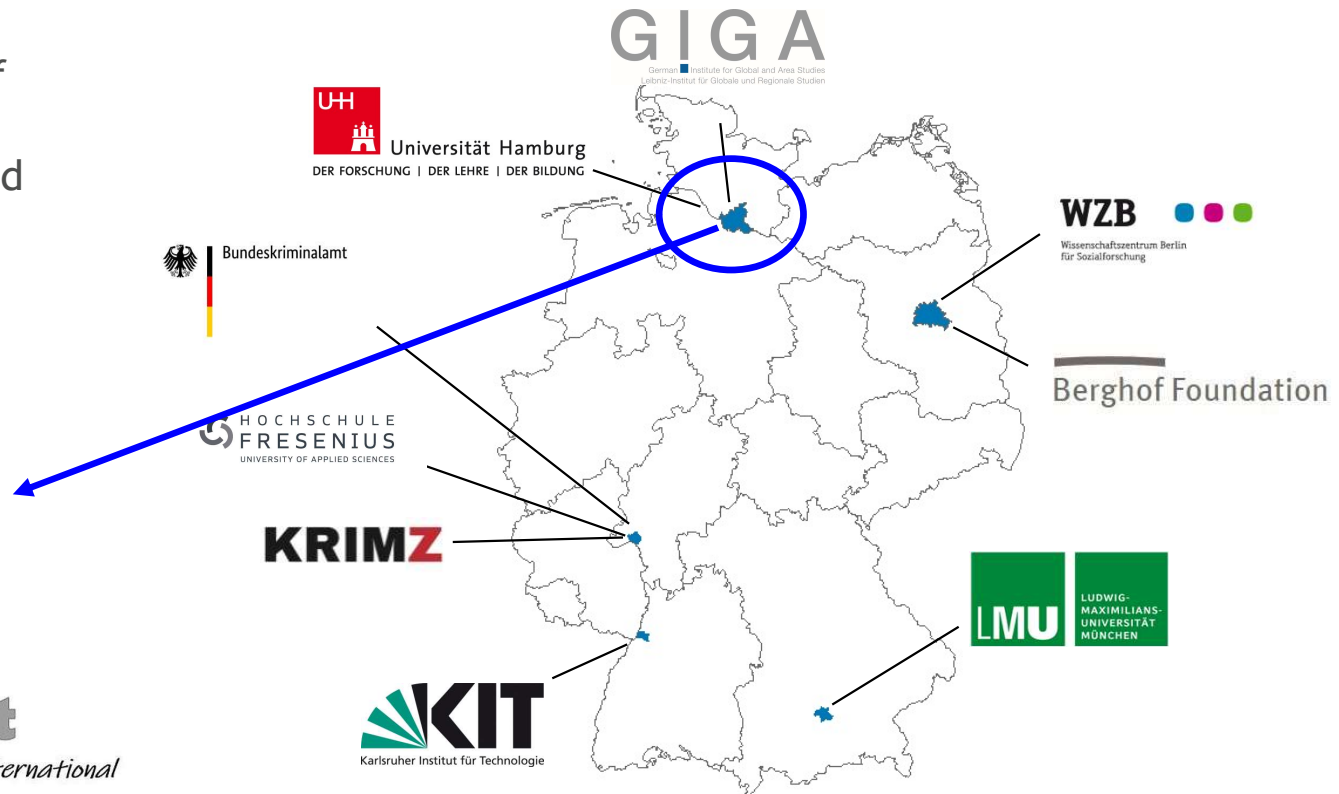 GIGA
German Institute for Global and Area Studies
Leibniz-Institut für Globale und Regionale Studien
UHH
Universität Hamburg
DER FORSCHUNG | DER LEHRE | DER BILDUNG
WZB
Wissenschaftszentrum Berlin
für Sozialforschung
Bundeskriminalamt
Berghof Foundation
HOCHSCHULE
FRESENIUS
UNIVERSITY OF APPLIED SCIENCES
KRIMZ
LMU
LUDWIG-
MAXIMILIANS-
UNIVERSITÄT
MÜNCHEN
KIT
Karlsruher Institut für Technologie